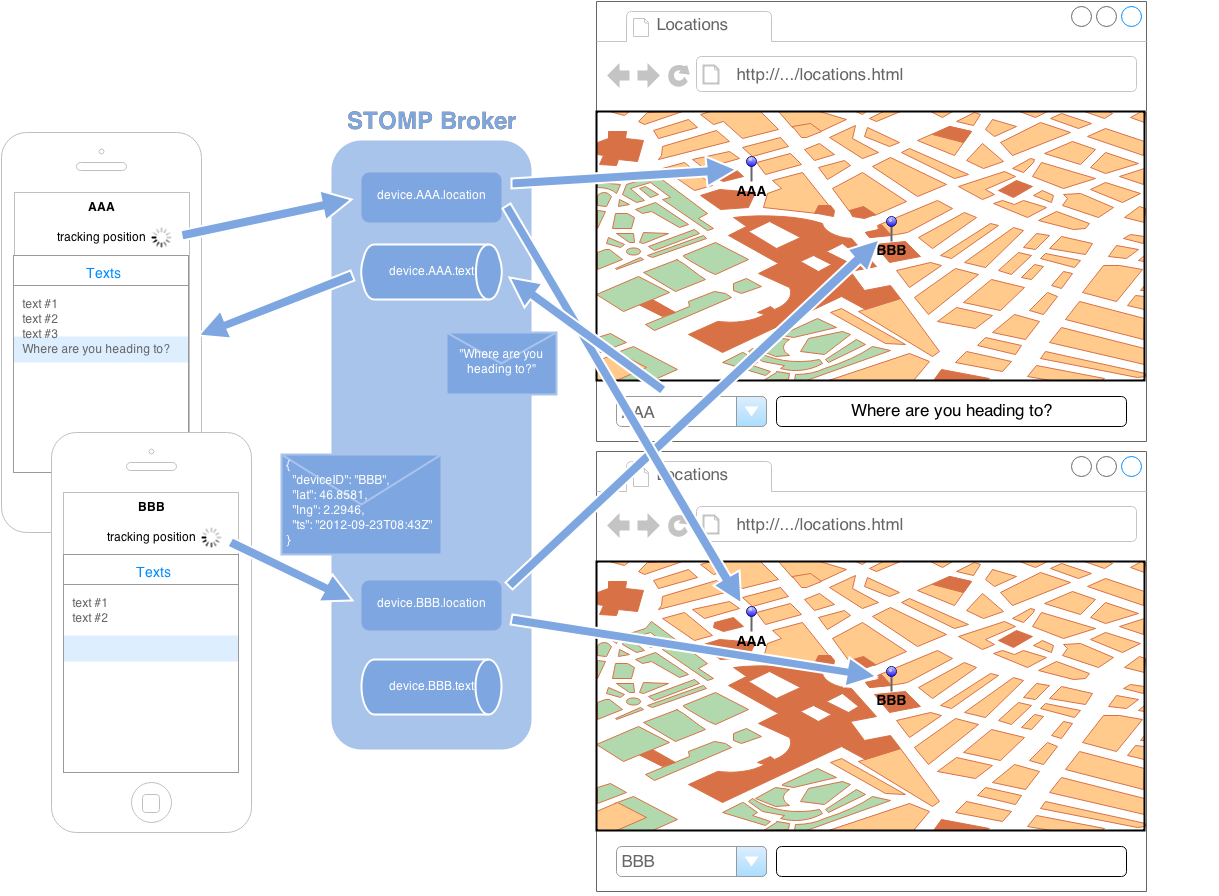 STOMP Broker
AAA
tracking position
Texts
text #1
text #2
text #3
Where are you heading to?
BBB
tracking position
Texts
text #1
text #2
device.AAA.location
device.AAA.text
"Where are you
heading to?"
{
"deviceID": "BBB",
"lat": 46.8581,
"lng": 2.2946,
"ts": "2012-09-23T08:43Z"
}
device.BBB.location
device.BBB.text
Locations
http://.../locations.html
AAA
BBB
AAA
Where are you heading to?
Locations
http://.../locations.html
AAA
BBB
BBB